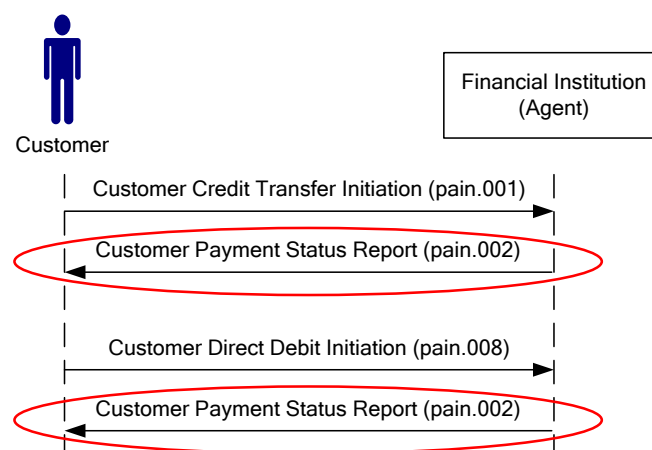 Financial Institution
(Agent)
Customer
Customer Credit Transfer Initiation (pain.001)
Customer Payment Status Report (pain.002)
Customer Direct Debit Initiation (pain.008)
Customer Payment Status Report (pain.002)